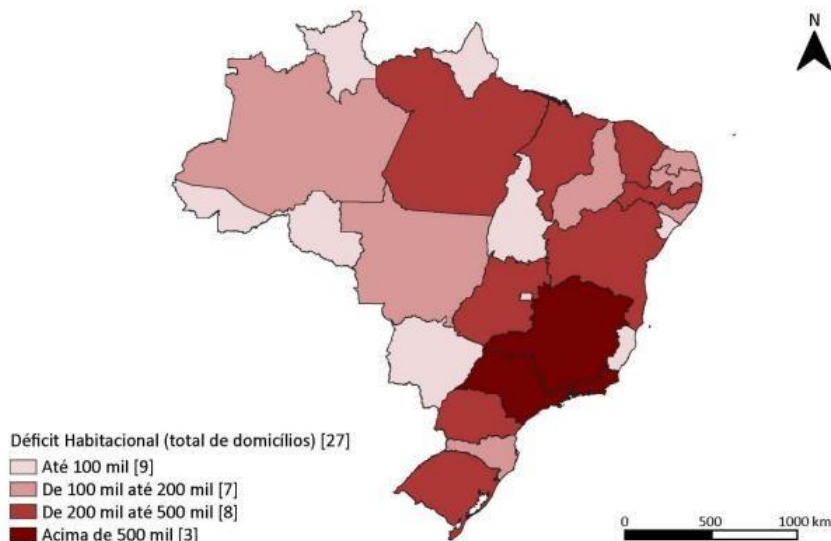 N
Déficit Habitacional (total de domicílios) [27]
Até 100 mil [9]
De 100 mil até 200 mil [7]
De 200 mil até 500 mil [8]
Acima de 500 mil [3]
0 500 1000 km